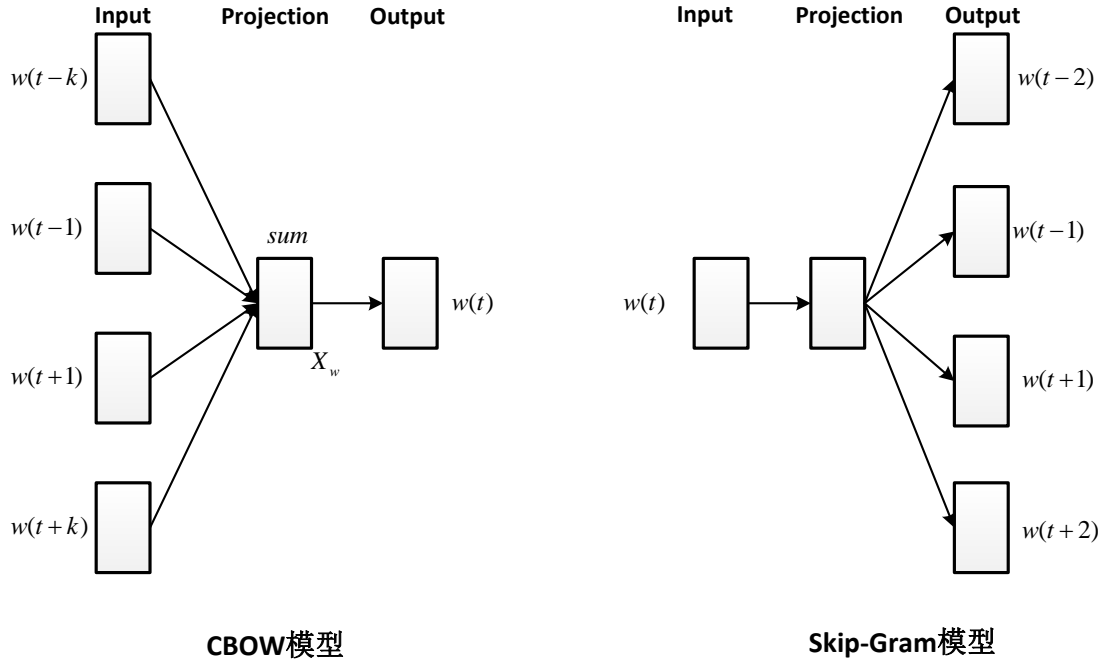 Input Projection Output
w(t−k)
w(t−1)
sum
w(t)
X_w
w(t+1)
w(t+k)
CBOW模型
Input Projection Output
w(t−2)
w(t−1)
w(t)
w(t+1)
w(t+2)
Skip-Gram模型